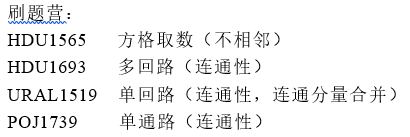 刷题营：
HDU1565 方格取数（不相邻）
HDU1693 多回路（连通性）
URAL1519 单回路（连通性，连通分量合并）
POJ1739 单通路（连通性）